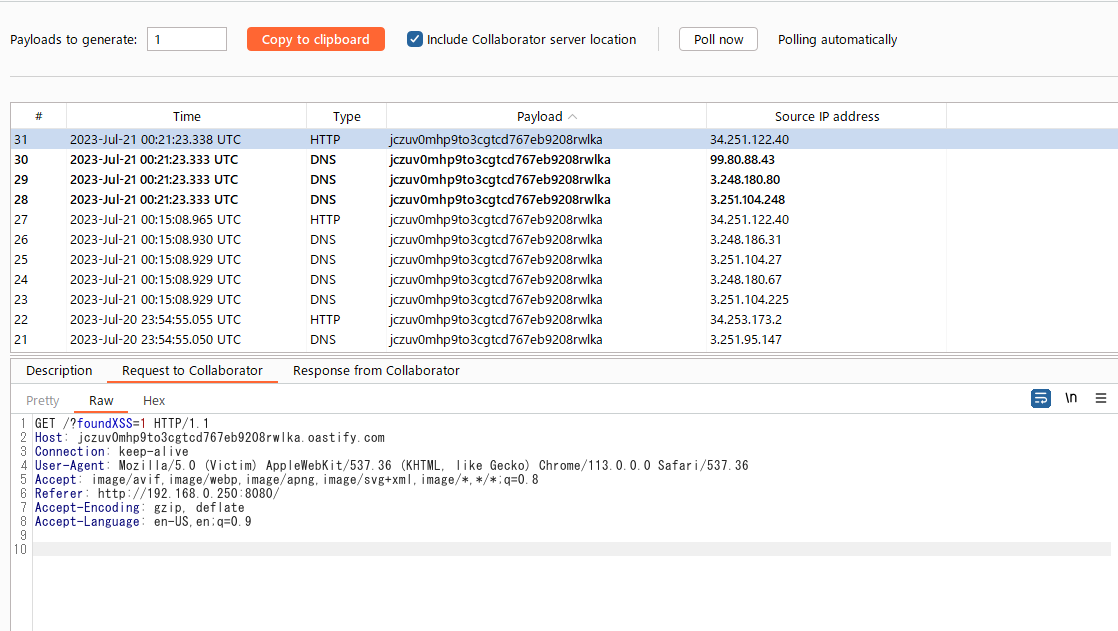 Payloads to generate: 1 Copy to clipboard Include Collaborator server location Poll now Polling automatically
# Time Type Payload Source IP address
31 2023-Jul-21 00:21:23.338 UTC HTTP jczuv0mhp9to3cgtcd767eb9208rwlka 34.251.122.40
30 2023-Jul-21 00:21:23.333 UTC DNS jczuv0mhp9to3cgtcd767eb9208rwlka 99.80.88.43
29 2023-Jul-21 00:21:23.333 UTC DNS jczuv0mhp9to3cgtcd767eb9208rwlka 3.248.180.80
28 2023-Jul-21 00:21:23.333 UTC DNS jczuv0mhp9to3cgtcd767eb9208rwlka 3.251.104.248
27 2023-Jul-21 00:15:08.965 UTC HTTP jczuv0mhp9to3cgtcd767eb9208rwlka 34.251.122.40
26 2023-Jul-21 00:15:08.930 UTC DNS jczuv0mhp9to3cgtcd767eb9208rwlka 3.248.186.31
25 2023-Jul-21 00:15:08.929 UTC DNS jczuv0mhp9to3cgtcd767eb9208rwlka 3.251.104.27
24 2023-Jul-21 00:15:08.929 UTC DNS jczuv0mhp9to3cgtcd767eb9208rwlka 3.248.180.67
23 2023-Jul-21 00:15:08.929 UTC DNS jczuv0mhp9to3cgtcd767eb9208rwlka 3.251.104.225
22 2023-Jul-20 23:54:55.055 UTC HTTP jczuv0mhp9to3cgtcd767eb9208rwlka 34.253.173.2
21 2023-Jul-20 23:54:55.050 UTC DNS jczuv0mhp9to3cgtcd767eb9208rwlka 3.251.95.147
Description Request to Collaborator Response from Collaborator
Pretty Raw Hex \n
1 GET /?foundXSS=1 HTTP/1.1
2 Host: jczuv0mhp9to3cgtcd767eb9208rwlka.oastify.com
3 Connection: keep-alive
4 User-Agent: Mozilla/5.0 (Victim) AppleWebKit/537.36 (KHTML, like Gecko) Chrome/113.0.0.0 Safari/537.36
5 Accept: image/avif,image/webp,image/apng,image/svg+xml,image/*,*/*;q=0.8
6 Referer: http://192.168.0.250:8080/
7 Accept-Encoding: gzip, deflate
8 Accept-Language: en-US,en;q=0.9
9
10